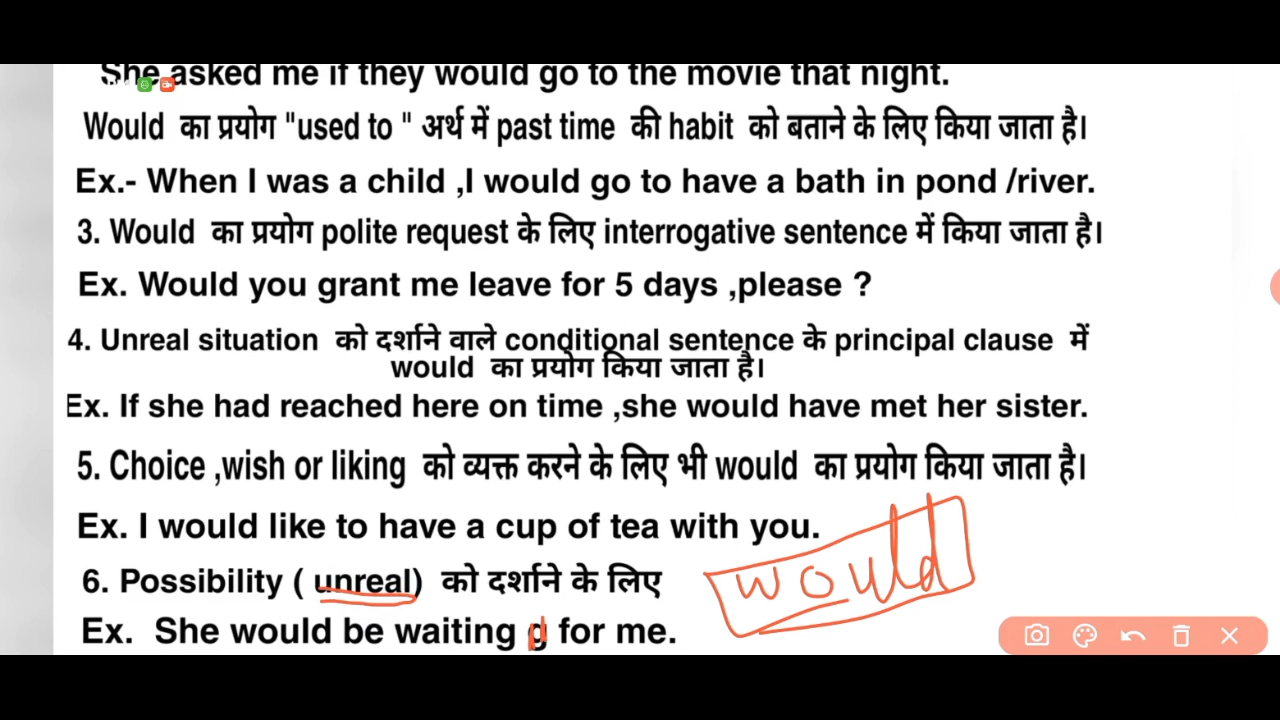 She asked me if they would go to the movie that night.
Would का प्रयोग "used to " अर्थ में past time की habit को बताने के लिए किया जाता है।
Ex.- When I was a child ,I would go to have a bath in pond /river.
3. Would का प्रयोग polite request के लिए interrogative sentence में किया जाता है।
Ex. Would you grant me leave for 5 days ,please ?
4. Unreal situation को दर्शाने वाले conditional sentence के principal clause में
would का प्रयोग किया जाता है।
Ex. If she had reached here on time ,she would have met her sister.
5. Choice ,wish or liking को व्यक्त करने के लिए भी would का प्रयोग किया जाता है।
Ex. I would like to have a cup of tea with you.
6. Possibility ( unreal) को दर्शाने के लिए
would
Ex. She would be waiting g for me.